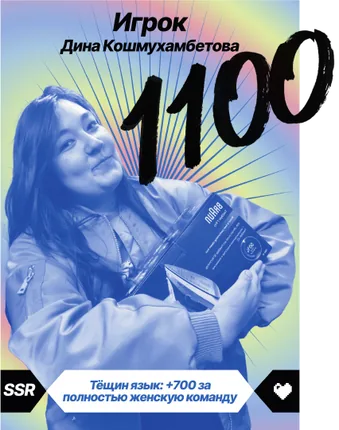 Игрок
Дина Кошмухамбетова
1100
SSR
Тёщин язык: +700 за
полностью женскую команду